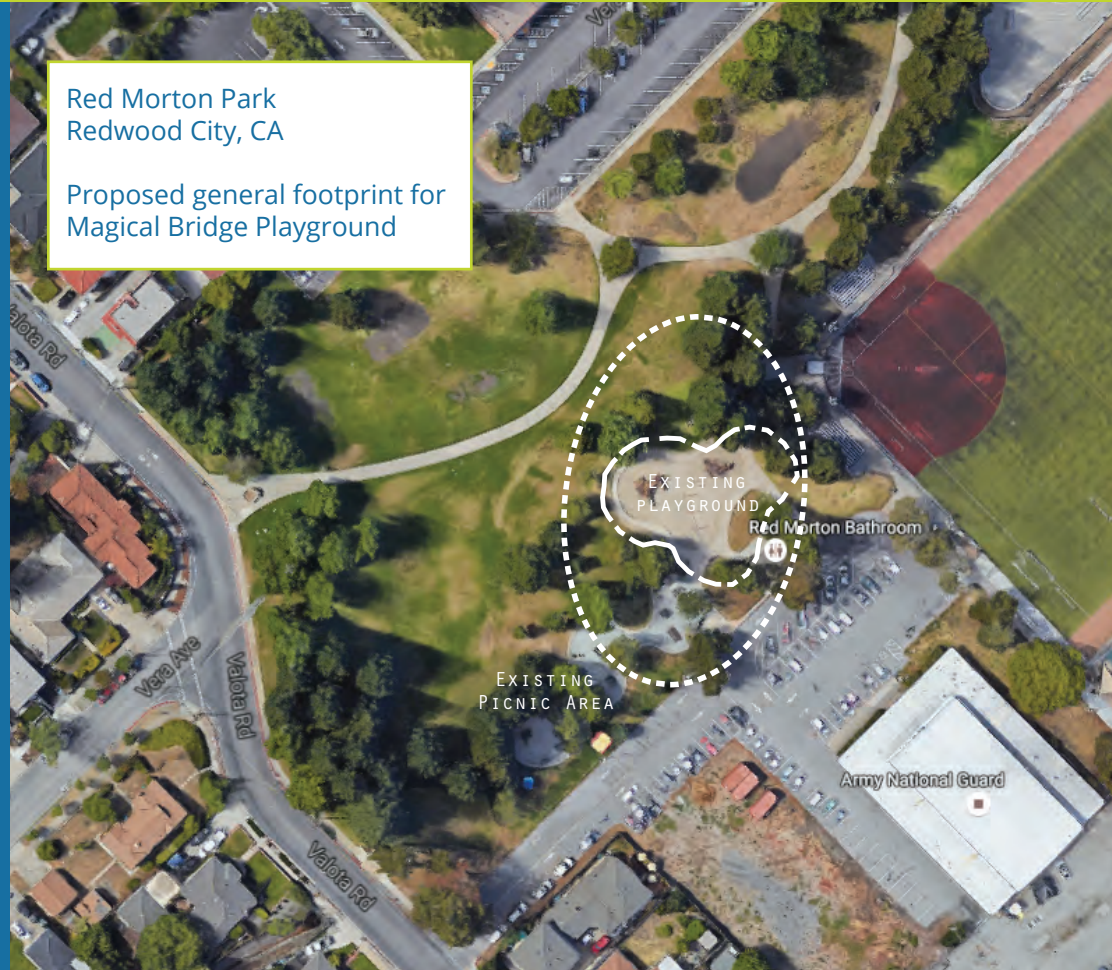 Red Morton Park
Redwood City, CA
Proposed general footprint for
Magical Bridge Playground
Valota Rd
EXISTING
PLAYGROUND
Red Morton Bathroom
Vera Ave
Valota Rd
EXISTING
PICNIC AREA
Army National Guard
Valota Rd